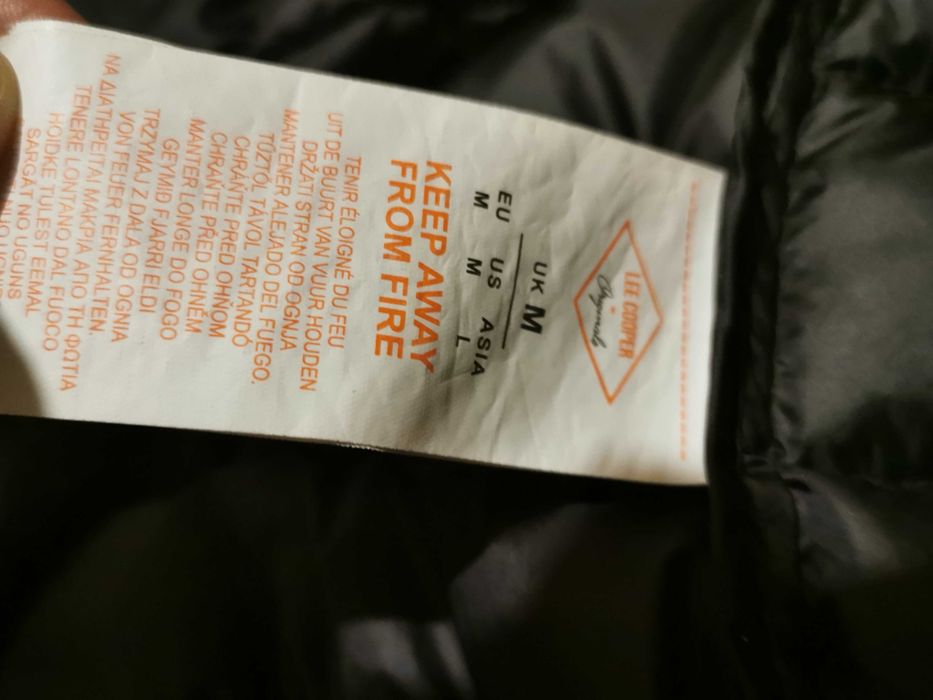 LEE COOPER
Originals
UK M
EU US ASIA
M M L
KEEP AWAY
FROM FIRE
TENIR ÉLOIGNÉ DU FEU
UIT DE BUURT VAN VUUR HOUDEN
DRŽATI STRAN OD OGNJA
MANTENER ALEJADO DEL FUEGO.
TŰZTŐL TÁVOL TARTANDÓ
CHRÁŇTE PRED OHŇOM
CHRAŇTE PŘED OHNĚM
MANTER LONGE DO FOGO
GEYMID FJARRI ELDI
TRZYMAJ Z DALA OD OGNIA
VON FEUER FERNHALTEN
ΝΑ ΔΙΑΤΗΡΕΙΤΑΙ ΜΑΚΡΙΑ ΑΠΟ ΤΗ ΦΩΤΙΑ
TENERE LONTANO DAL FUOCO
HOIDKE TULEST EEMAL
SARGĀT NO UGUNS